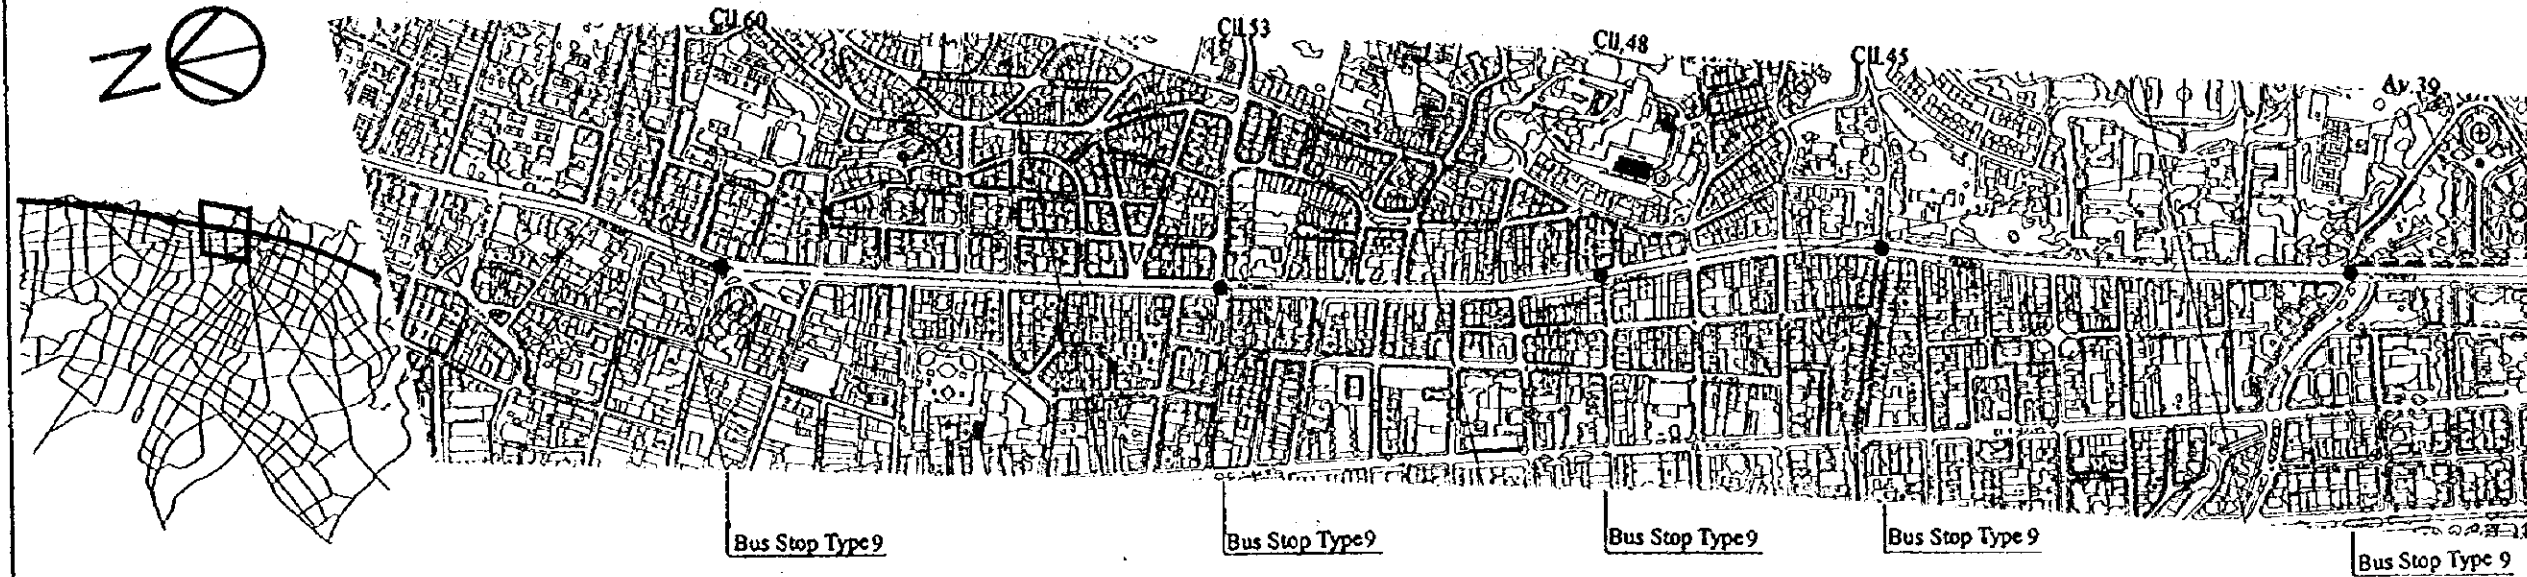 N
Cll.60
Cll.53
Cll.48
Cll.45
Av.39
Bus Stop Type 9
Bus Stop Type 9
Bus Stop Type 9
Bus Stop Type 9
Bus Stop Type 9